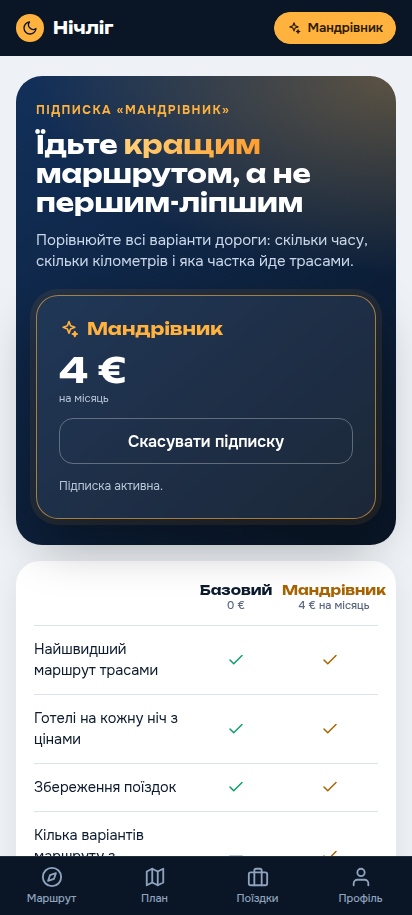 Нічліг
Мандрівник
ПІДПИСКА «МАНДРІВНИК»
Їдьте кращим
маршрутом, а не
першим-ліпшим
Порівнюйте всі варіанти дороги: скільки часу,
скільки кілометрів і яка частка йде трасами.
Мандрівник
4 €
на місяць
Скасувати підписку
Підписка активна.
Базовий Мандрівник
0 € 4 € на місяць
Найшвидший
маршрут трасами
Готелі на кожну ніч з
цінами
Збереження поїздок
Кілька варіантів
маршруту з
Маршрут План Поїздки Профіль